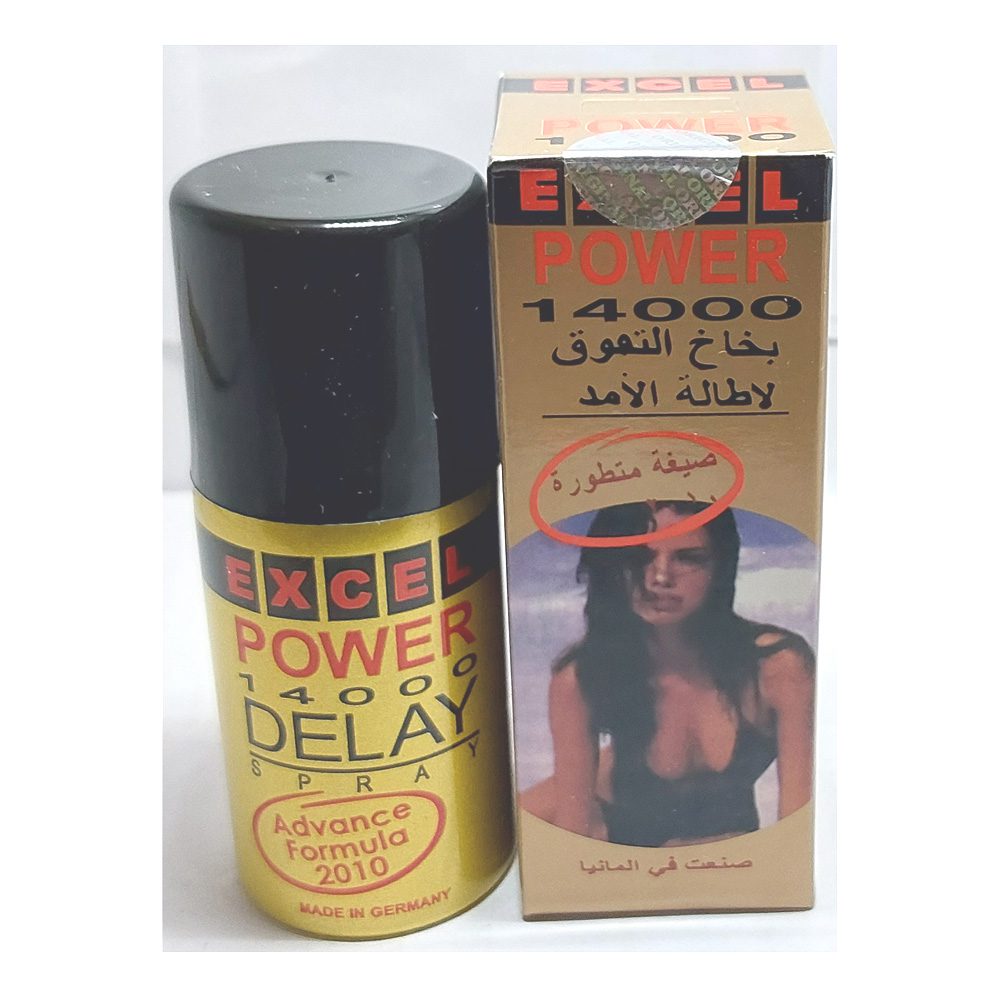 EXCEL
POWER
14000
DELAY
SPRAY
Advance
Formula
2010
MADE IN GERMANY
EXCEL
POWER
EXCEL
POWER
14000
بخاخ التفوق
لاطالة الأمد
صيغة متطورة
صنعت في المانيا